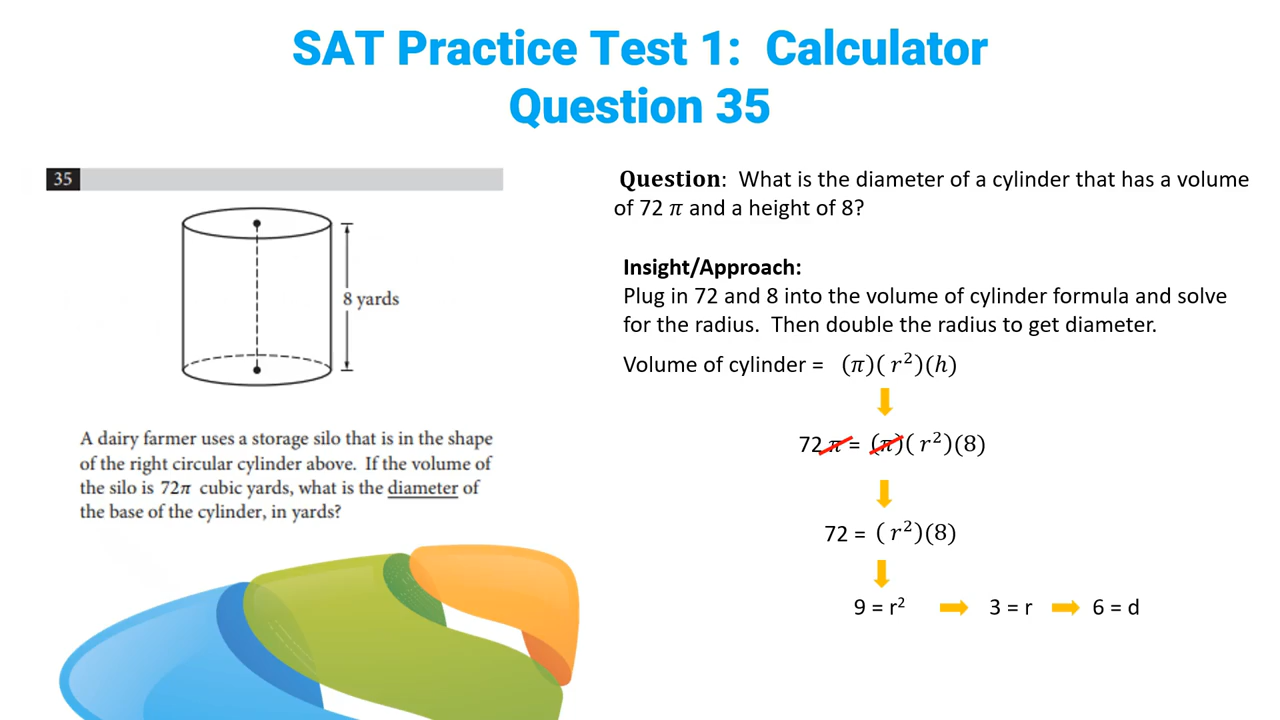 SAT Practice Test 1:  Calculator
Question 35
35
8 yards
A dairy farmer uses a storage silo that is in the shape
of the right circular cylinder above.  If the volume of
the silo is 72π cubic yards, what is the diameter of
the base of the cylinder, in yards?
Question:  What is the diameter of a cylinder that has a volume
of 72 π and a height of 8?
Insight/Approach:
Plug in 72 and 8 into the volume of cylinder formula and solve
for the radius.  Then double the radius to get diameter.
Volume of cylinder =   (π)( r²)(h)
72 π = (π)( r²)(8)
72 = ( r²)(8)
9 = r²   3 = r   6 = d